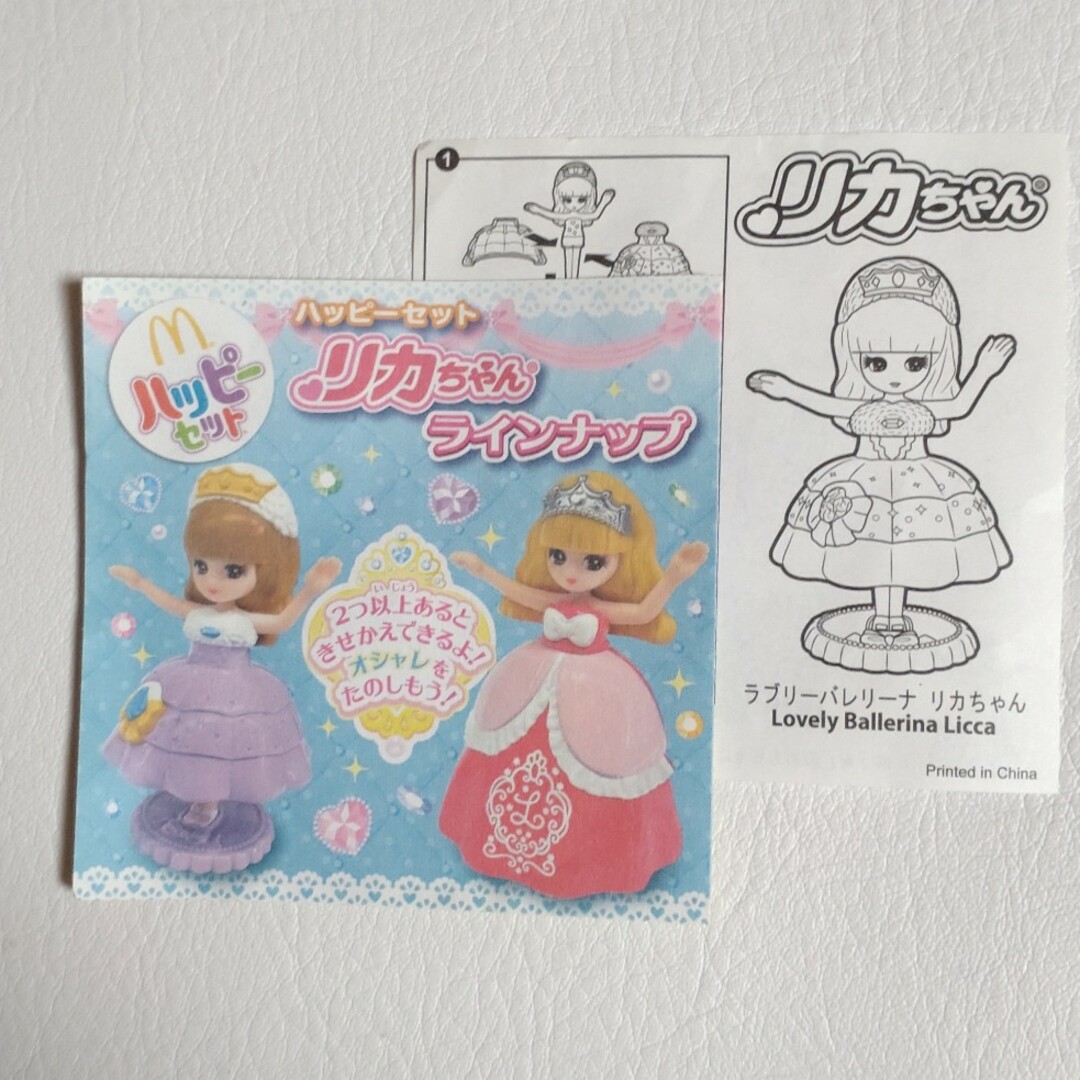 ハッピーセット
リカちゃん
ラインナップ
M
ハッピー
セット
いじょう
2つ以上あると
きせかえできるよ!
オシャレを
たのしもう!
L
1
リカちゃん®
ラブリーバレリーナ リカちゃん
Lovely Ballerina Licca
Printed in China